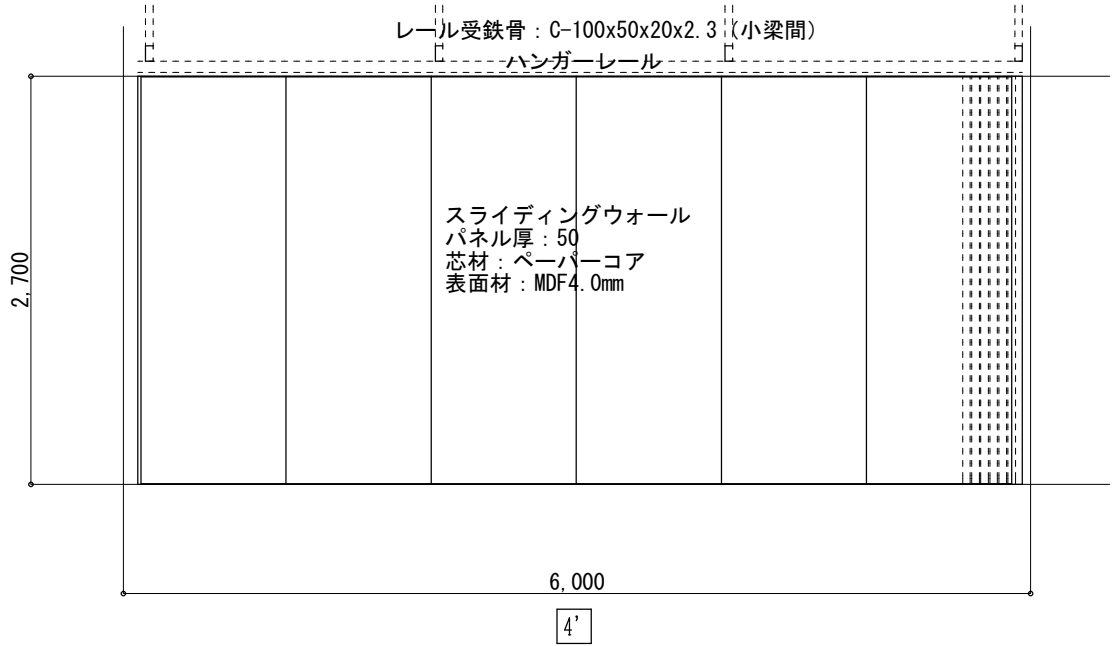 レール受鉄骨：C-100x50x20x2.3（小梁間）
ハンガーレール
スライディングウォール
パネル厚：50
芯材：ペーパーコア
表面材：MDF4.0mm
2,700
6,000
4'